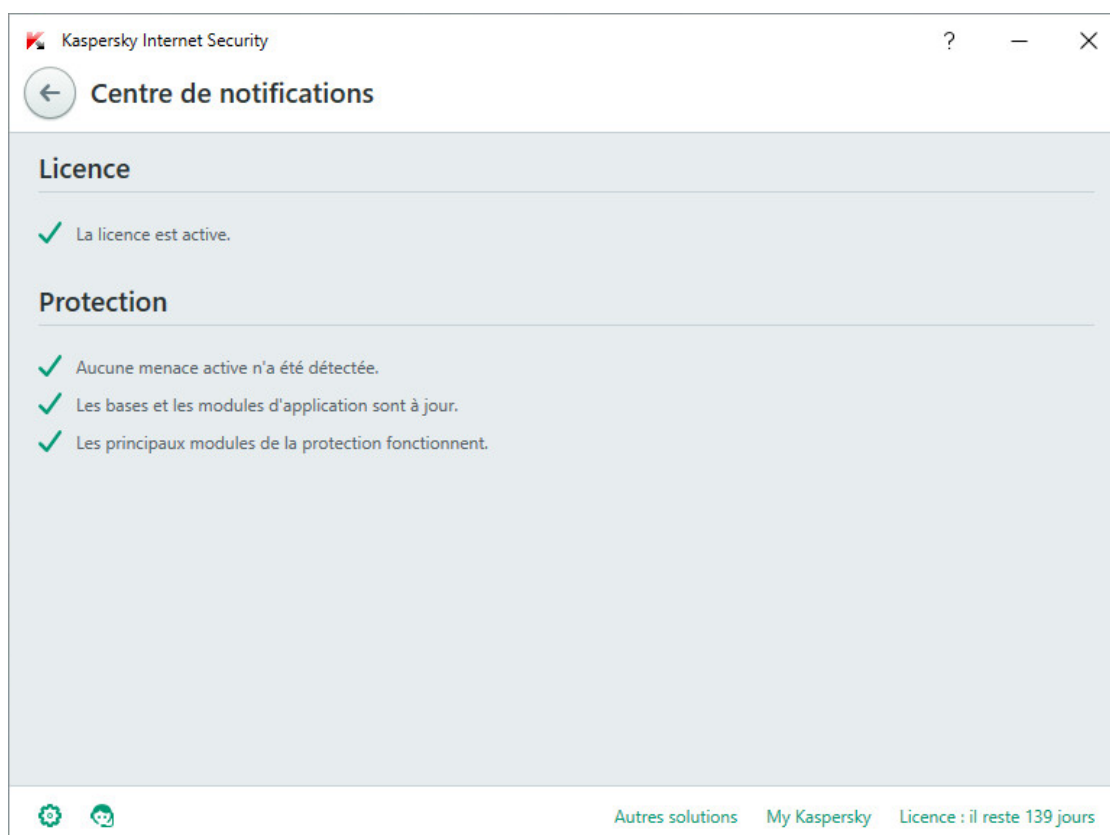 Kaspersky Internet Security
?
Centre de notifications
Licence
La licence est active.
Protection
Aucune menace active n'a été détectée.
Les bases et les modules d'application sont à jour.
Les principaux modules de la protection fonctionnent.
Autres solutions My Kaspersky Licence : il reste 139 jours